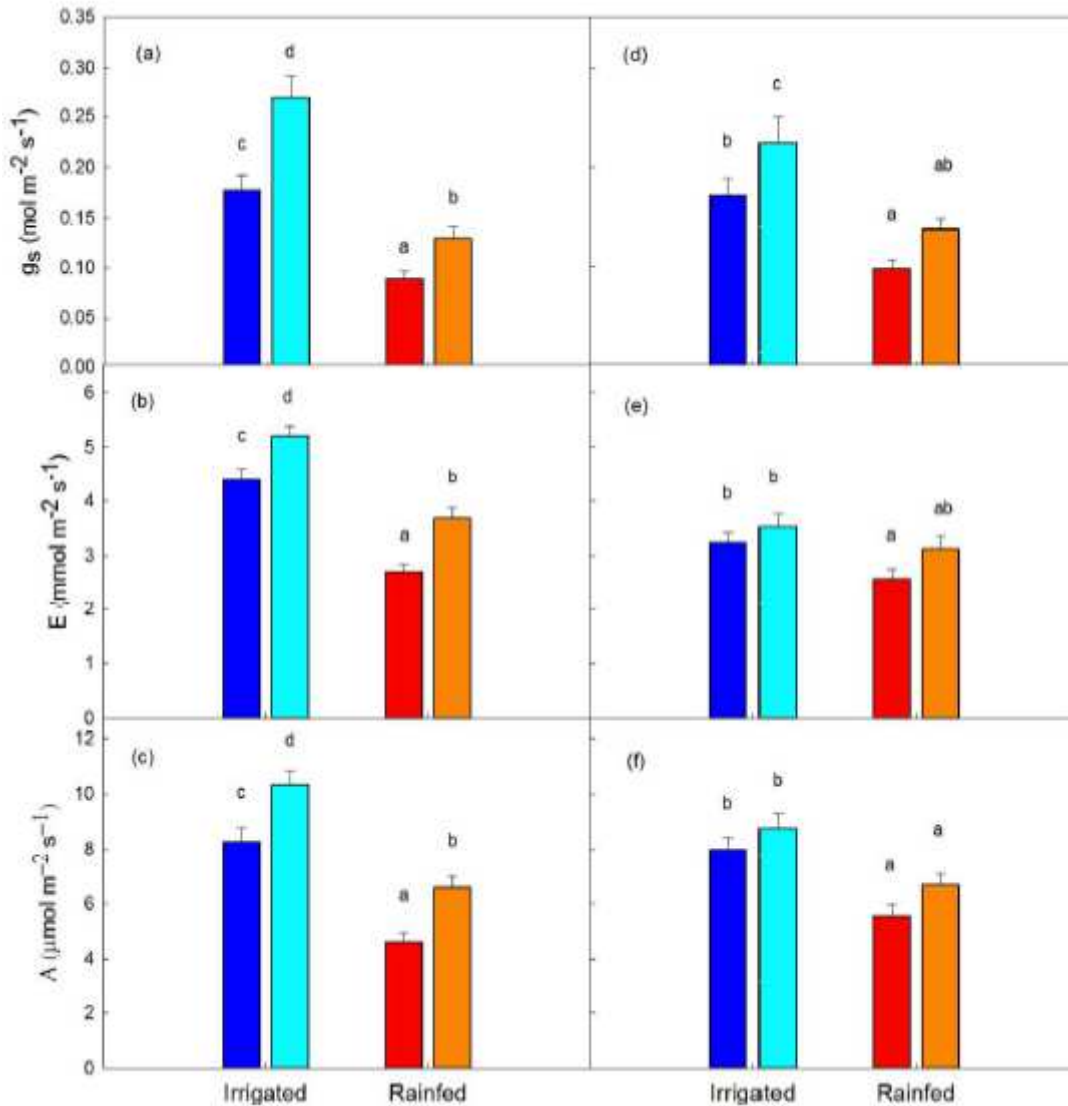 0.35
(a)
d
(d)
0.30
c
0.25
c
b
ab
0.20
b
0.15
a
a
0.10
0.05
0.00
gs (mol m-2 s-1)
6
(b)
d
(e)
c
5
b
b
b
ab
4
a
a
3
2
1
0
E (mmol m-2 s-1)
12
(c)
d
(f)
c
b
b
10
b
a
8
a
a
6
4
2
0
A (μmol m−2 s−1)
Irrigated Rainfed Irrigated Rainfed